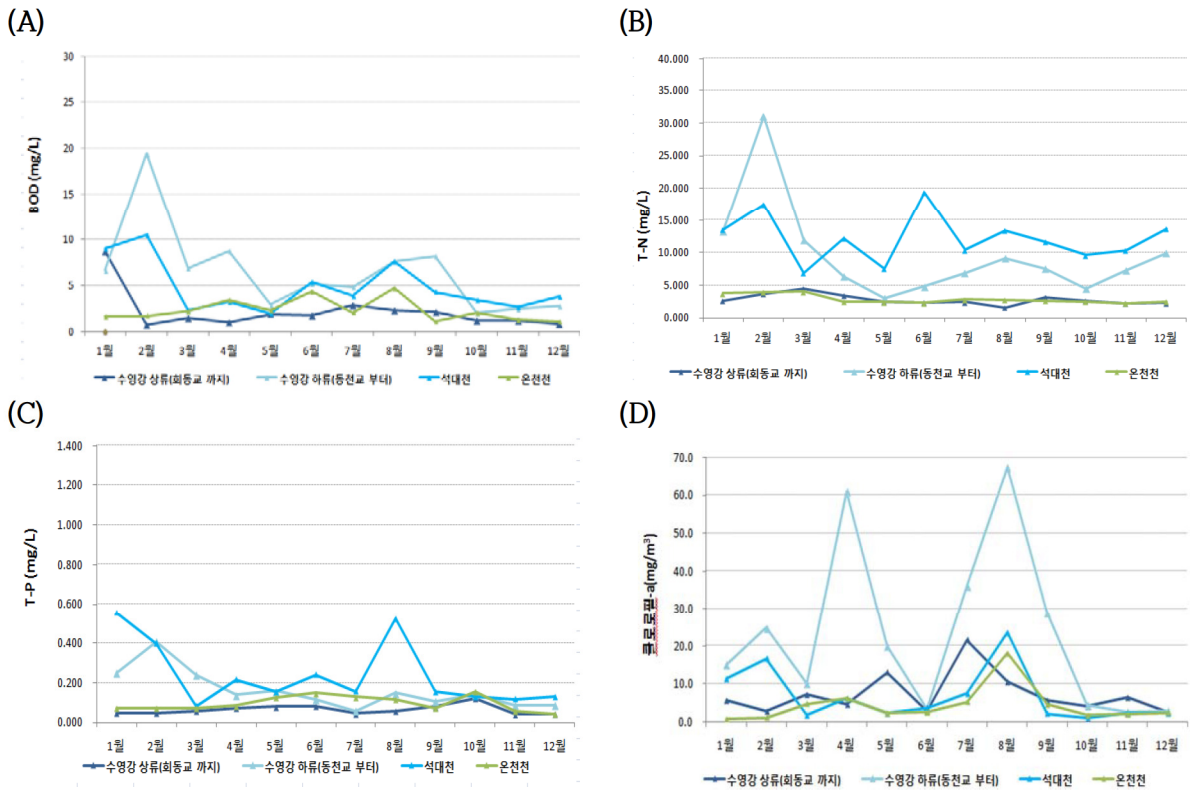 (A)
BOD (mg/L)
30
25
20
15
10
5
0
1월 2월 3월 4월 5월 6월 7월 8월 9월 10월 11월 12월
수영강 상류(회동교 까지) 수영강 하류(동천교 부터) 석대천 온천천
(B)
T-N (mg/L)
40.000
35.000
30.000
25.000
20.000
15.000
10.000
5.000
0.000
1월 2월 3월 4월 5월 6월 7월 8월 9월 10월 11월 12월
수영강 상류(회동교 까지) 수영강 하류(동천교 부터) 석대천 온천천
(C)
T-P (mg/L)
1.400
1.200
1.000
0.800
0.600
0.400
0.200
0.000
1월 2월 3월 4월 5월 6월 7월 8월 9월 10월 11월 12월
수영강 상류(회동교 까지) 수영강 하류(동천교 부터) 석대천 온천천
(D)
클로로필-a(mg/m³)
70.0
60.0
50.0
40.0
30.0
20.0
10.0
0.0
1월 2월 3월 4월 5월 6월 7월 8월 9월 10월 11월 12월
수영강 상류(회동교 까지) 수영강 하류(동천교 부터) 석대천 온천천